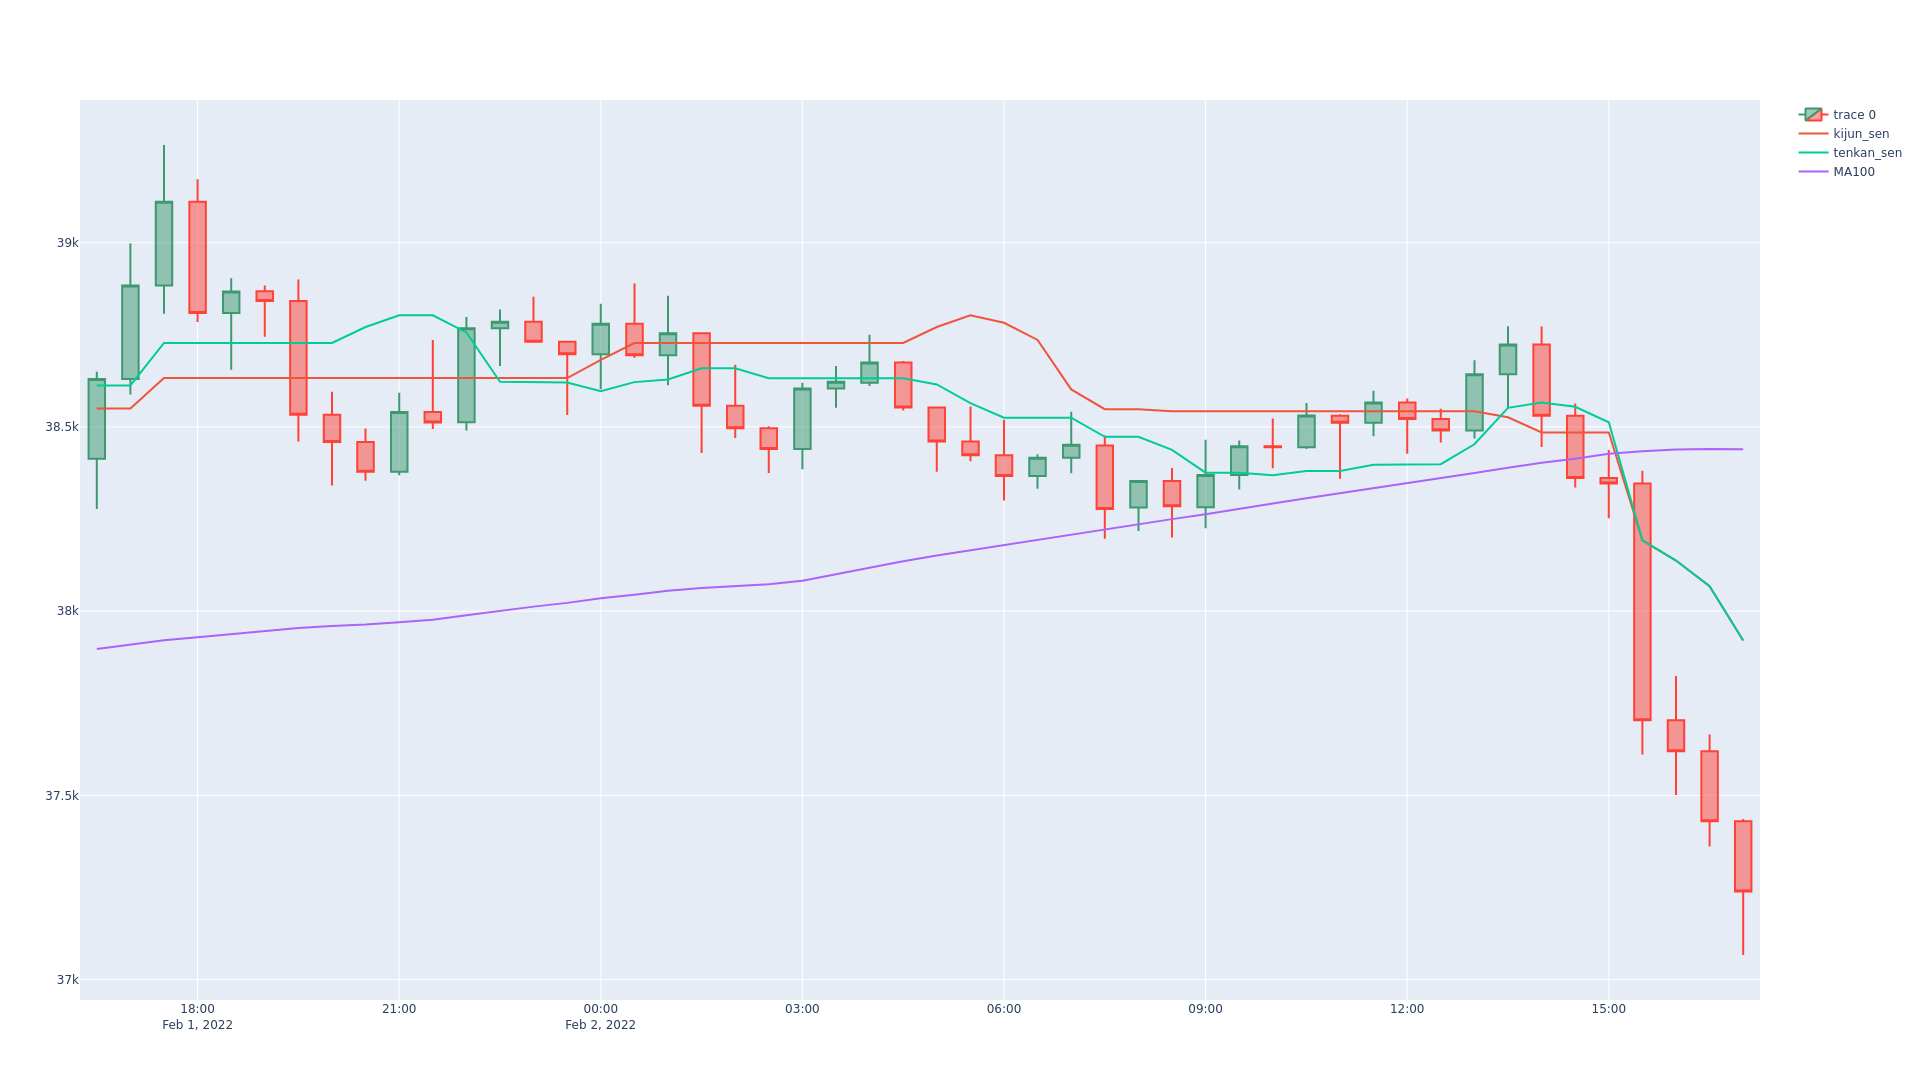 trace 0
kijun_sen
tenkan_sen
MA100
39k
38.5k
38k
37.5k
37k
18:00 21:00 00:00 03:00 06:00 09:00 12:00 15:00
Feb 1, 2022 Feb 2, 2022